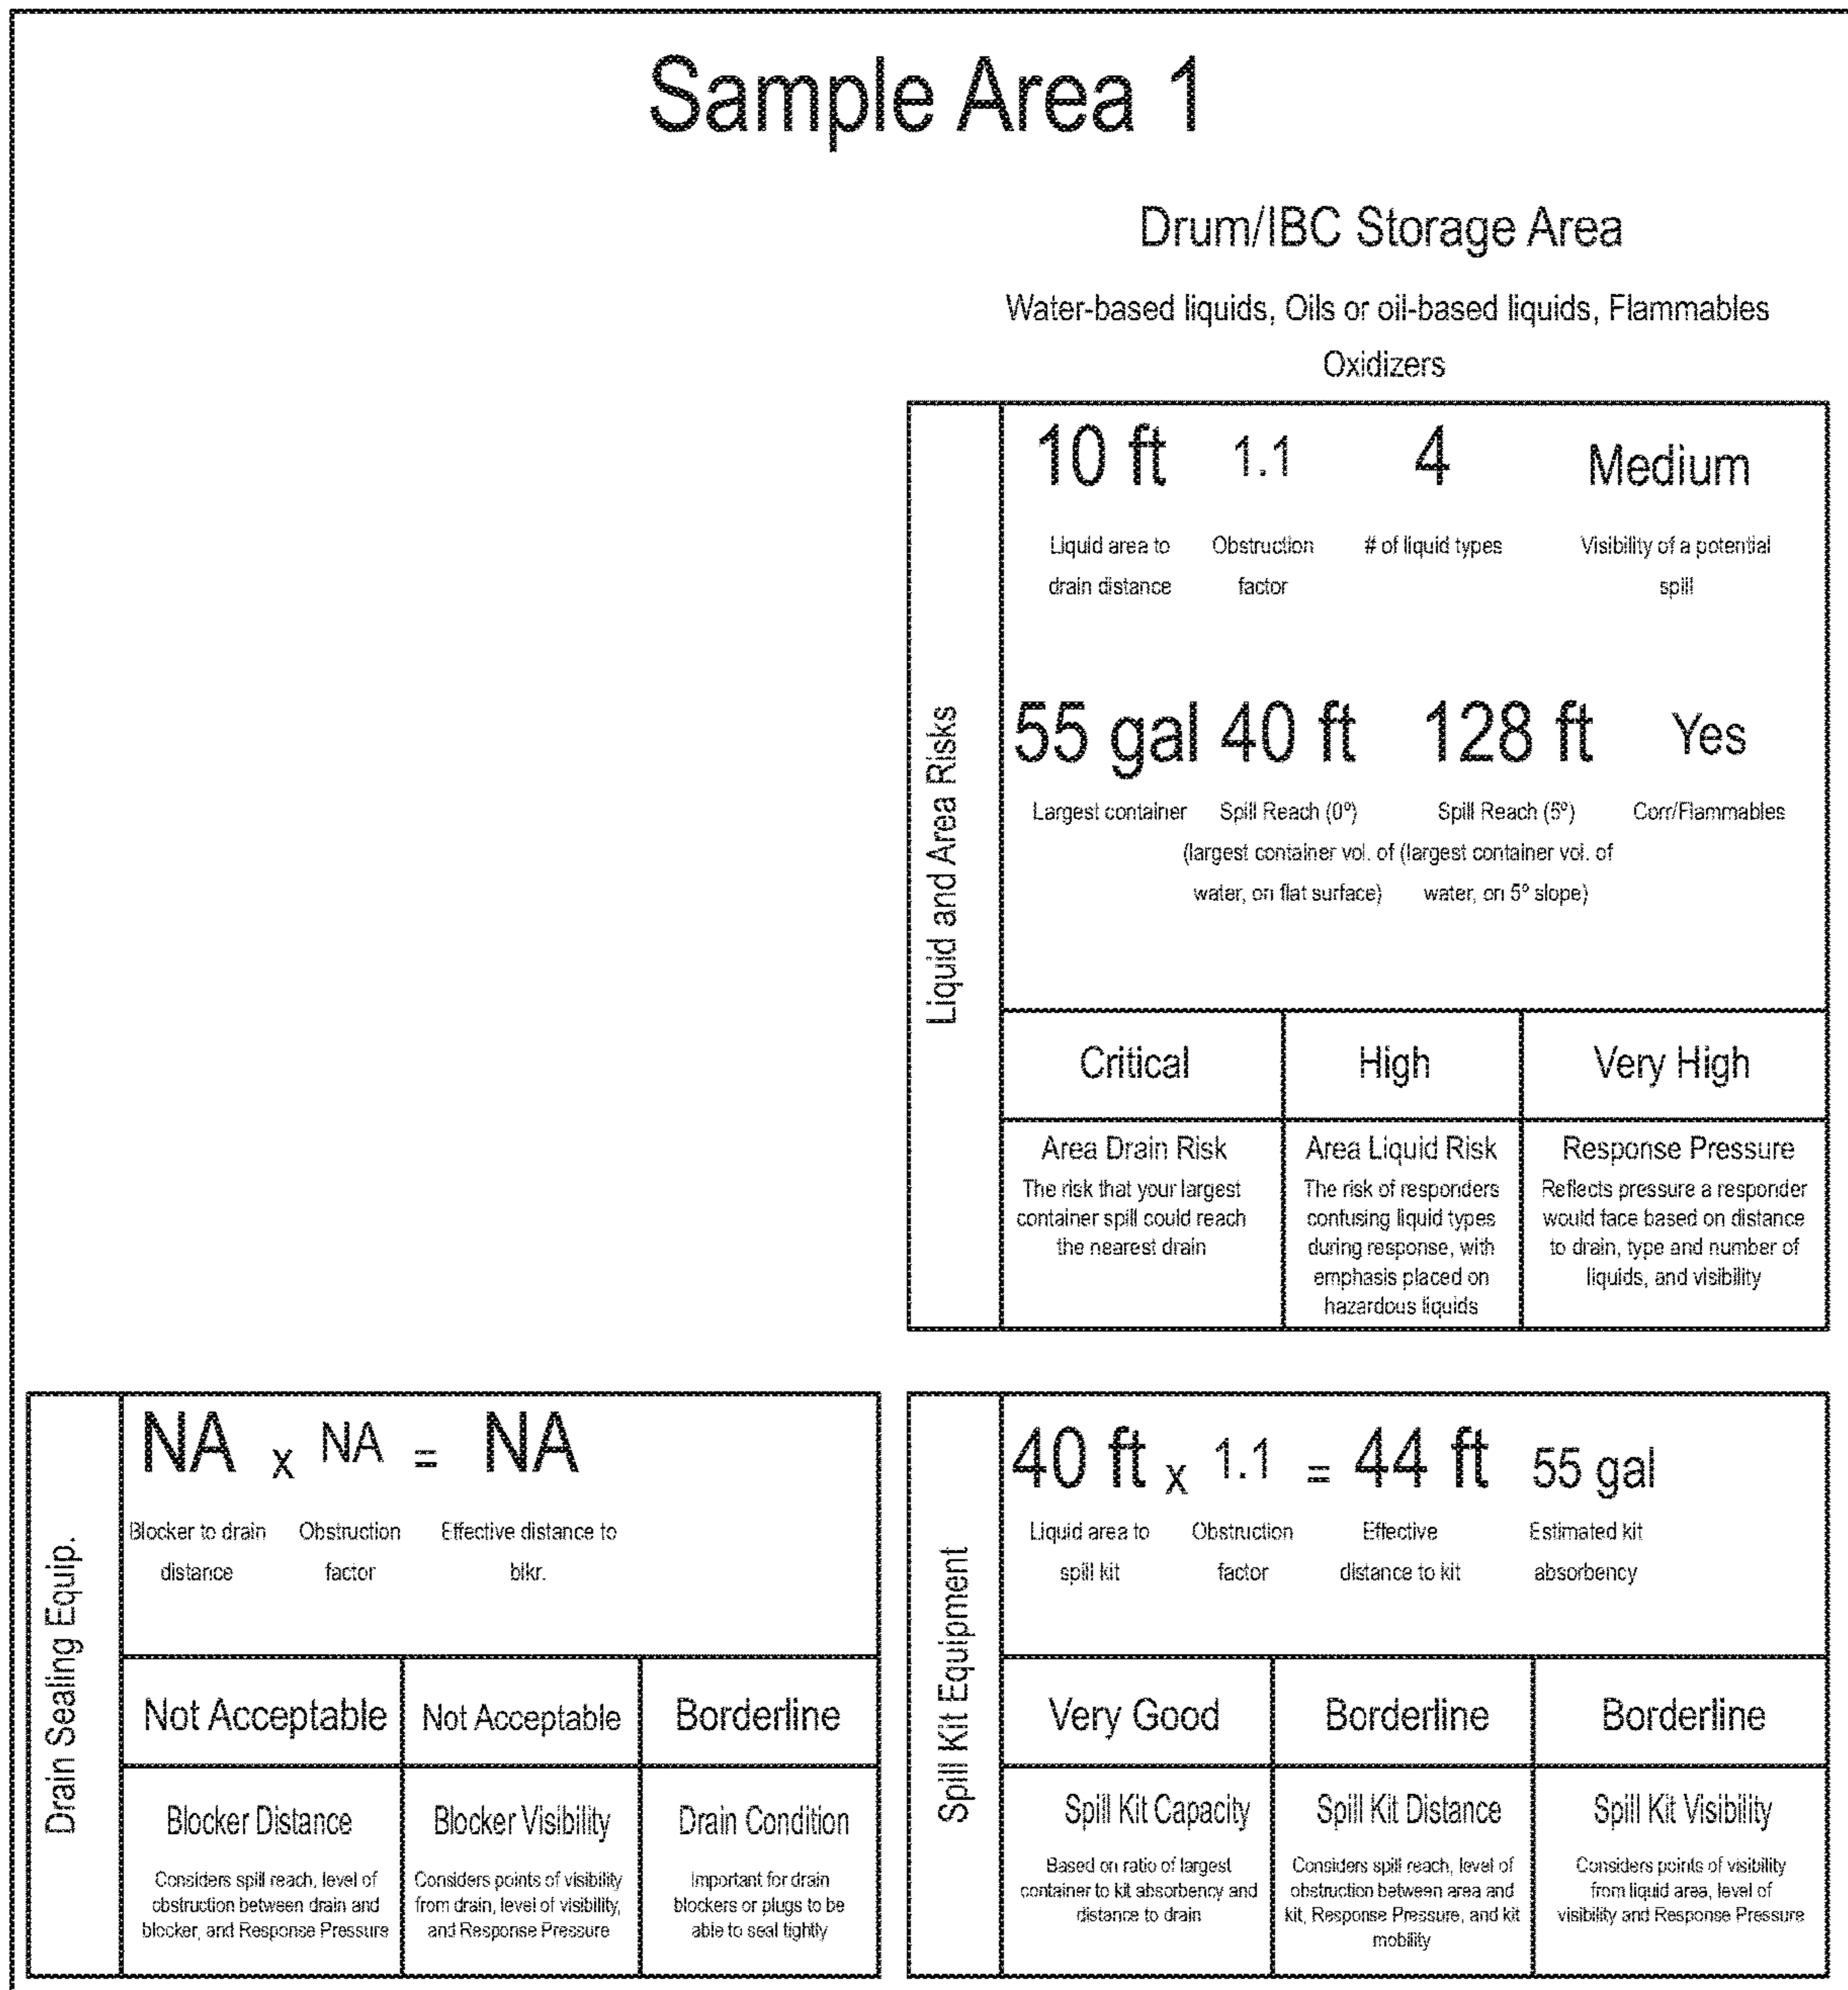 Sample Area 1
Drum/IBC Storage Area
Water-based liquids, Oils or oil-based liquids, Flammables
Oxidizers
Liquid and Area Risks
10 ft 1.1 4 Medium
Liquid area to Obstruction # of liquid types Visibility of a potential
drain distance factor spill
55 gal 40 ft 128 ft Yes
Largest container Spill Reach (0º) Spill Reach (5º) Corr/Flammables
(largest container vol. of (largest container vol. of
water, on flat surface) water, on 5º slope)
Critical High Very High
Area Drain Risk
The risk that your largest
container spill could reach
the nearest drain
Area Liquid Risk
The risk of responders
confusing liquid types
during response, with
emphasis placed on
hazardous liquids
Response Pressure
Reflects pressure a responder
would face based on distance
to drain, type and number of
liquids, and visibility
Drain Sealing Equip.
NA x NA = NA
Blocker to drain Obstruction Effective distance to
distance factor blkr.
Not Acceptable Not Acceptable Borderline
Blocker Distance
Considers spill reach, level of
obstruction between drain and
blocker, and Response Pressure
Blocker Visibility
Considers points of visibility
from drain, level of visibility,
and Response Pressure
Drain Condition
Important for drain
blockers or plugs to be
able to seal tightly
Spill Kit Equipment
40 ft x 1.1 = 44 ft 55 gal
Liquid area to Obstruction Effective Estimated kit
spill kit factor distance to kit absorbency
Very Good Borderline Borderline
Spill Kit Capacity
Based on ratio of largest
container to kit absorbency and
distance to drain
Spill Kit Distance
Considers spill reach, level of
obstruction between area and
kit, Response Pressure, and kit
mobility
Spill Kit Visibility
Considers points of visibility
from liquid area, level of
visibility and Response Pressure